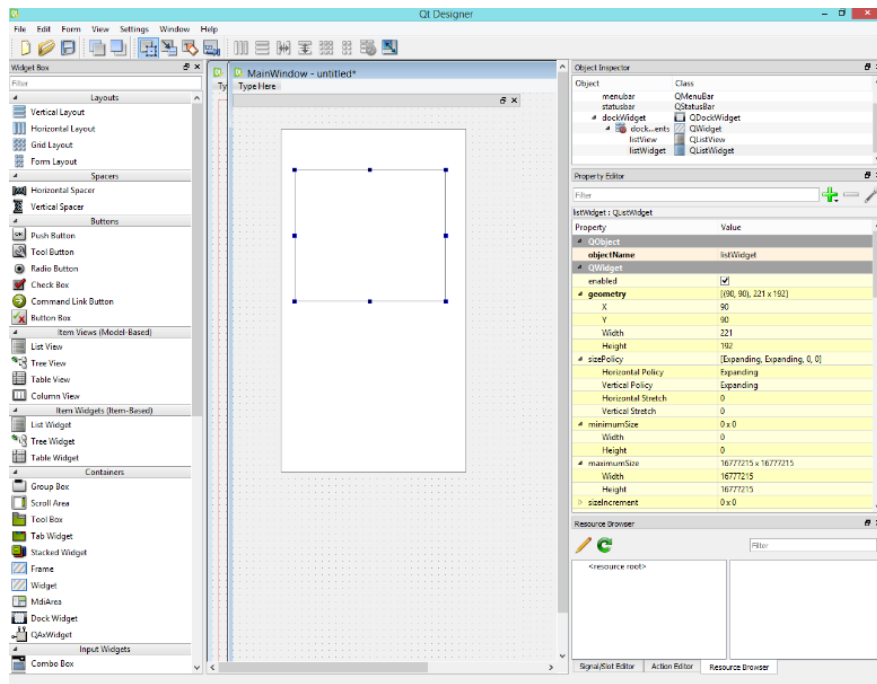 Qt Designer
File Edit Form View Settings Window Help
Widget Box
Filter
Layouts
Vertical Layout
Horizontal Layout
Grid Layout
Form Layout
Spacers
Horizontal Spacer
Vertical Spacer
Buttons
OK Push Button
Tool Button
Radio Button
Check Box
Command Link Button
Button Box
Item Views (Model-Based)
List View
Tree View
Table View
Column View
Item Widgets (Item-Based)
List Widget
Tree Widget
Table Widget
Containers
Group Box
Scroll Area
Tool Box
Tab Widget
Stacked Widget
Frame
Widget
MdiArea
Dock Widget
QAxWidget
Input Widgets
Combo Box
MainWindow - untitled*
Ty Type Here
Object Inspector
Object Class
menubar QMenuBar
statusbar QStatusBar
dockWidget QDockWidget
dock...ents QWidget
listView QListView
listWidget QListWidget
Property Editor
Filter
listWidget : QListWidget
Property Value
QObject
objectName listWidget
QWidget
enabled
geometry [(90, 90), 221 x 192]
X 90
Y 90
Width 221
Height 192
sizePolicy [Expanding, Expanding, 0, 0]
Horizontal Policy Expanding
Vertical Policy Expanding
Horizontal Stretch 0
Vertical Stretch 0
minimumSize 0 x 0
Width 0
Height 0
maximumSize 16777215 x 16777215
Width 16777215
Height 16777215
sizeIncrement 0 x 0
Resource Browser
Filter
<resource root>
Signal/Slot Editor Action Editor Resource Browser